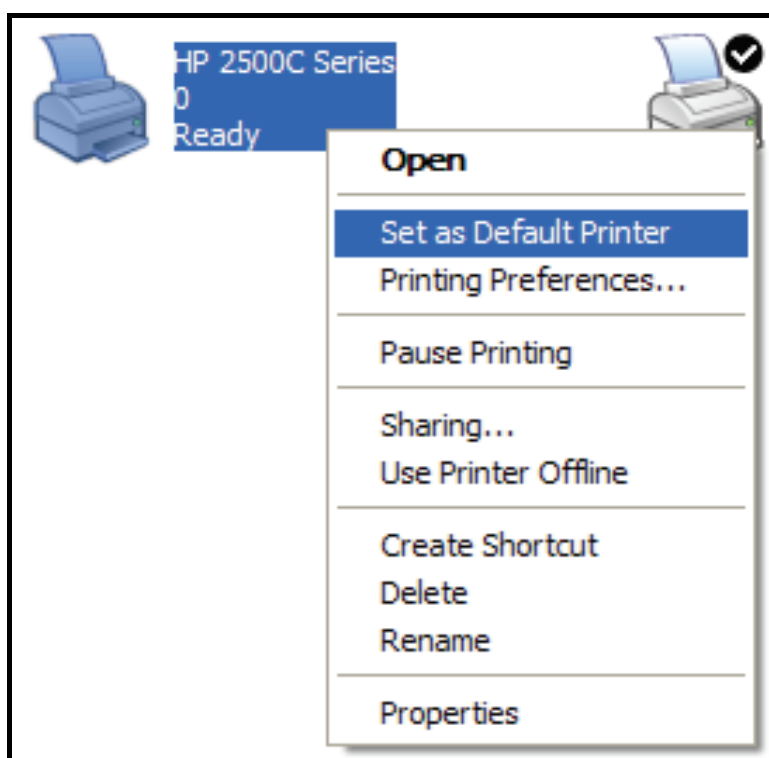 HP 2500C Series
0
Ready
Open
Set as Default Printer
Printing Preferences...
Pause Printing
Sharing...
Use Printer Offline
Create Shortcut
Delete
Rename
Properties